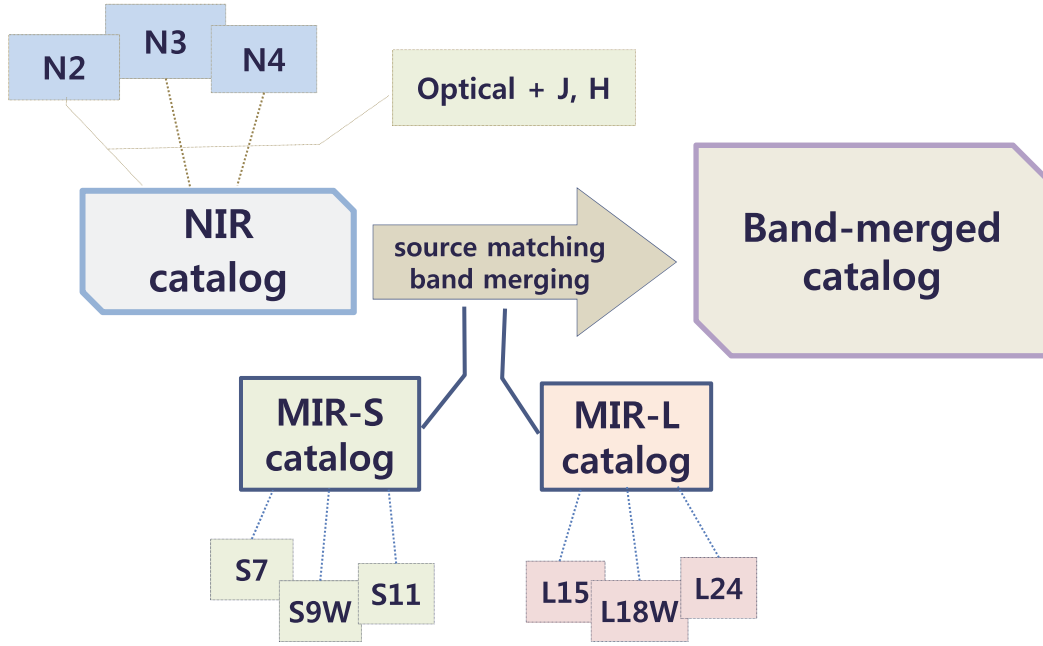 N2
N3
N4
Optical + J, H
NIR
catalog
source matching
band merging
Band-merged
catalog
MIR-S
catalog
MIR-L
catalog
S7
S9W
S11
L15
L18W
L24